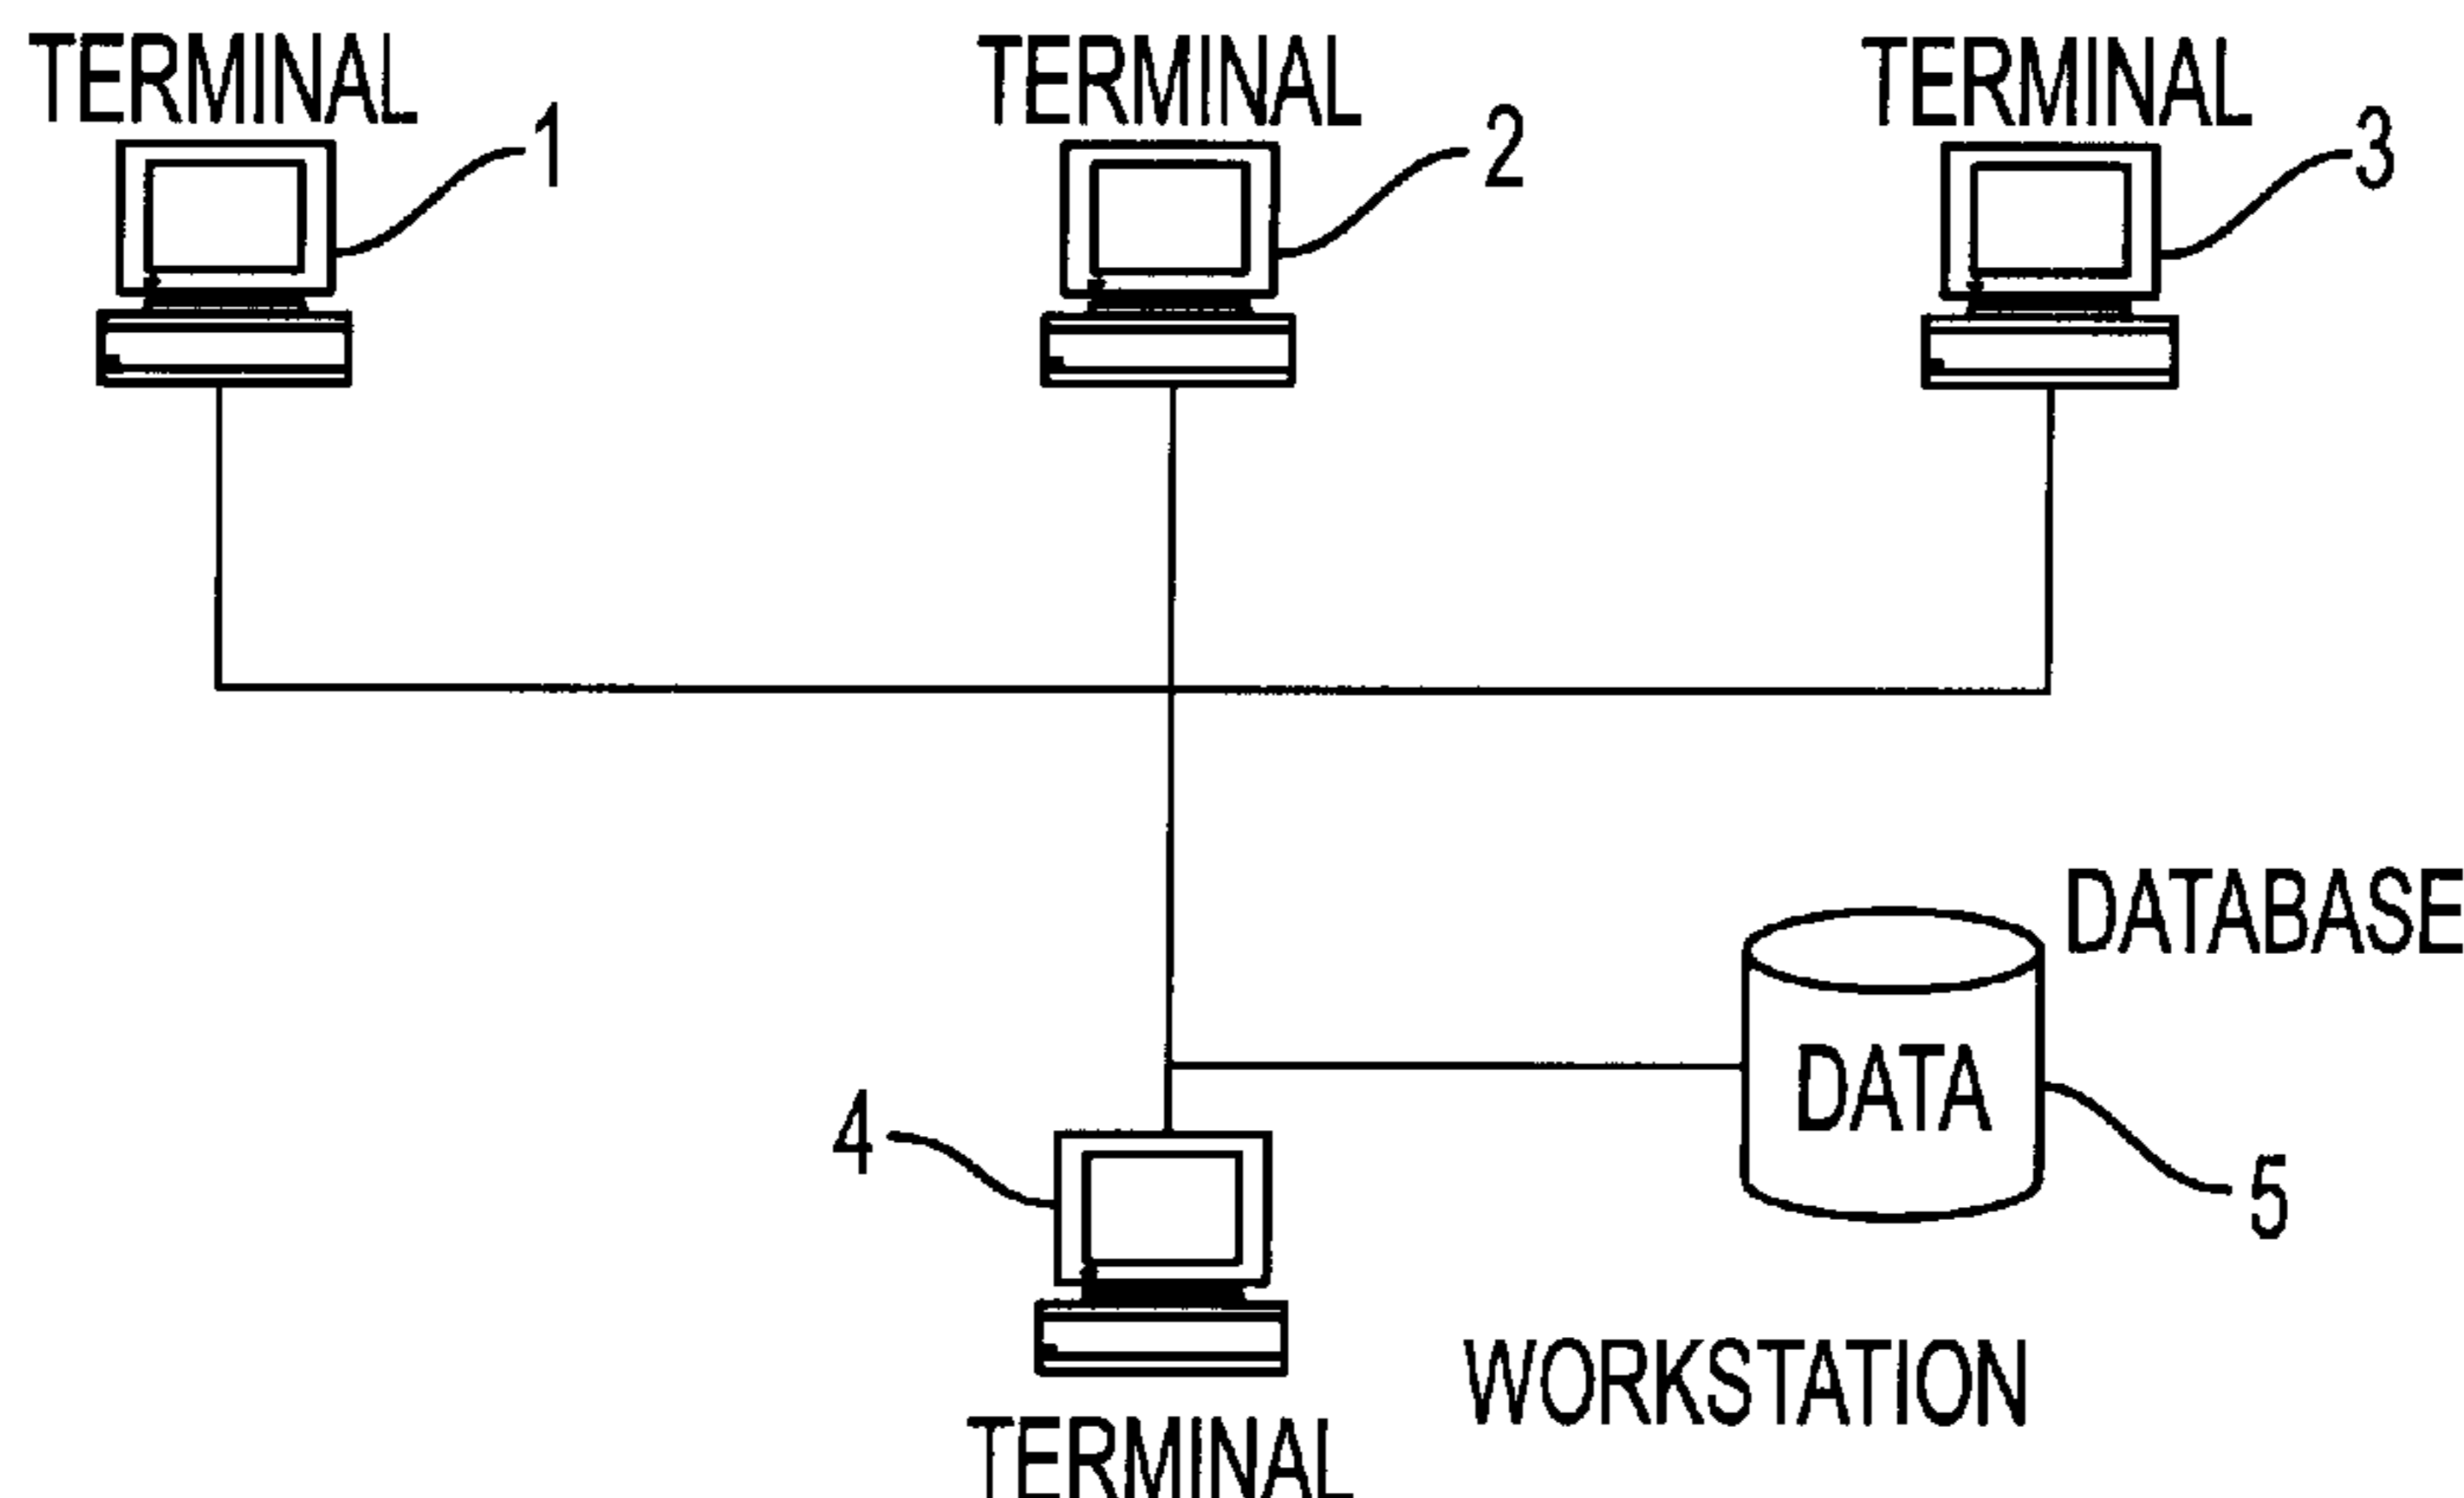 TERMINAL TERMINAL TERMINAL
1 2 3
DATABASE
DATA
4
5
WORKSTATION
TERMINAL